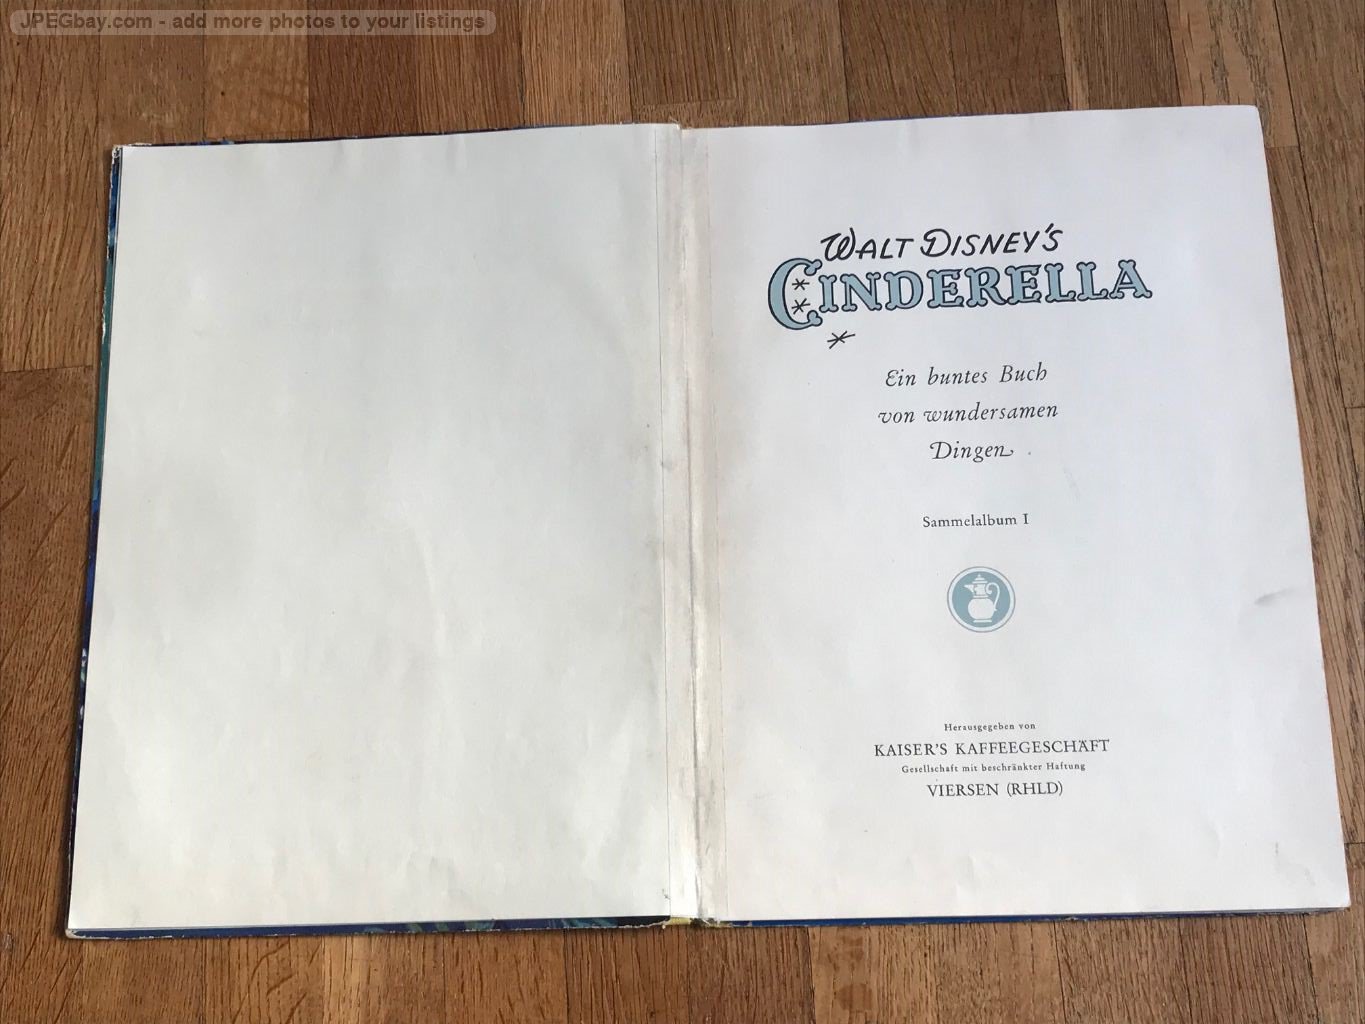 JPEGbay.com - add more photos to your listings
WALT DISNEY'S
CINDERELLA
Ein buntes Buch
von wundersamen
Dingen
Sammelalbum I
Herausgegeben von
KAISER'S KAFFEEGESCHÄFT
Gesellschaft mit beschränkter Haftung
VIERSEN (RHLD)